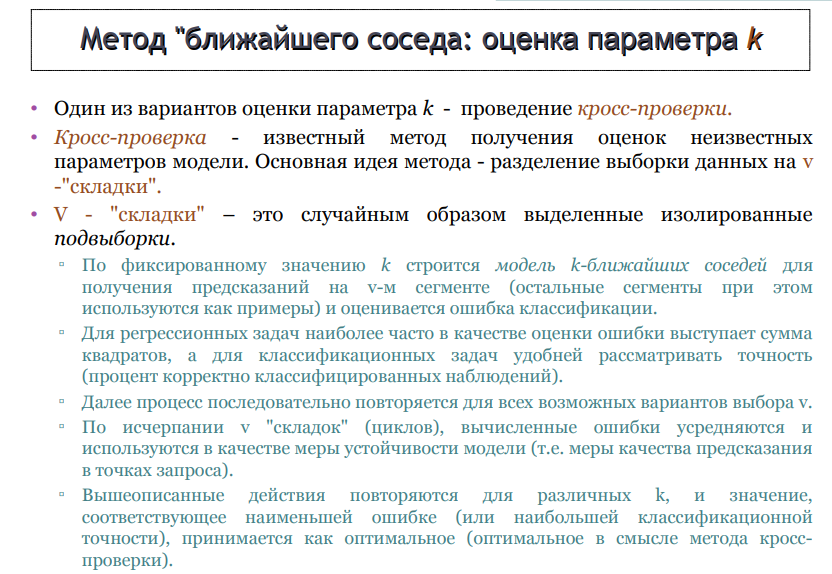 Метод "ближайшего соседа: оценка параметра k
• Один из вариантов оценки параметра k - проведение кросс-проверки.
• Кросс-проверка - известный метод получения оценок неизвестных
параметров модели. Основная идея метода - разделение выборки данных на v
-"складки".
• V - "складки" – это случайным образом выделенные изолированные
подвыборки.
▫ По фиксированному значению k строится модель k-ближайших соседей для
получения предсказаний на v-м сегменте (остальные сегменты при этом
используются как примеры) и оценивается ошибка классификации.
▫ Для регрессионных задач наиболее часто в качестве оценки ошибки выступает сумма
квадратов, а для классификационных задач удобней рассматривать точность
(процент корректно классифицированных наблюдений).
▫ Далее процесс последовательно повторяется для всех возможных вариантов выбора v.
▫ По исчерпании v "складок" (циклов), вычисленные ошибки усредняются и
используются в качестве меры устойчивости модели (т.е. меры качества предсказания
в точках запроса).
▫ Вышеописанные действия повторяются для различных k, и значение,
соответствующее наименьшей ошибке (или наибольшей классификационной
точности), принимается как оптимальное (оптимальное в смысле метода кросс-
проверки).